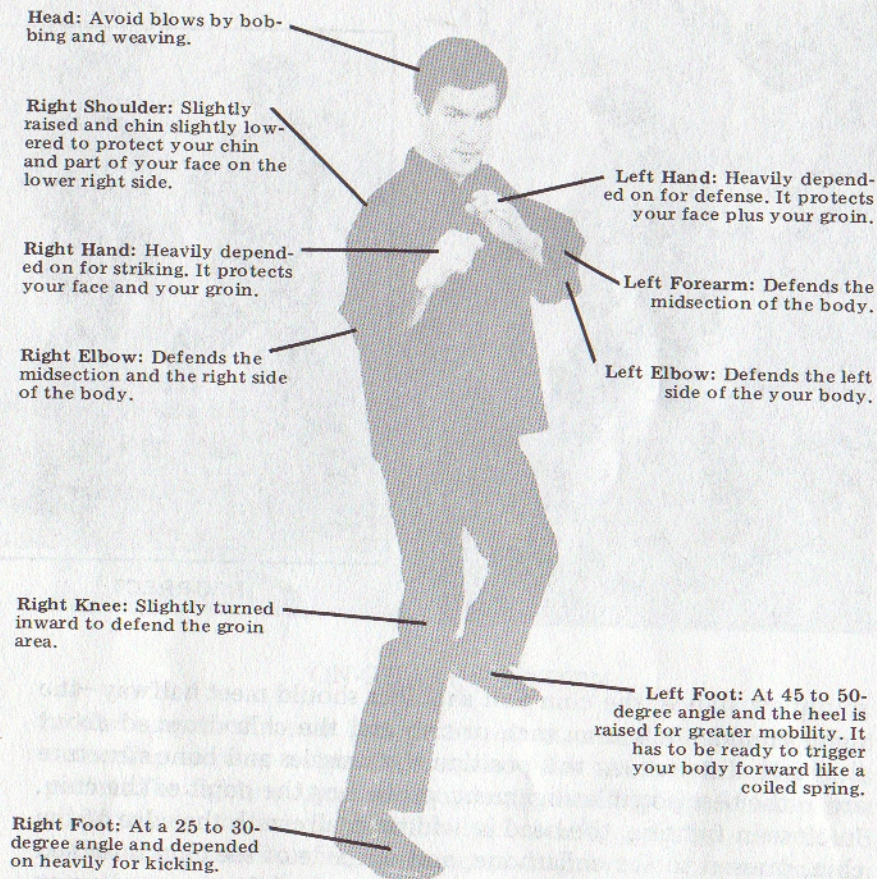 Head: Avoid blows by bob-
bing and weaving.
Right Shoulder: Slightly
raised and chin slightly low-
ered to protect your chin
and part of your face on the
lower right side.
Left Hand: Heavily depend-
ed on for defense. It protects
your face plus your groin.
Right Hand: Heavily depend-
ed on for striking. It protects
your face and your groin.
Left Forearm: Defends the
midsection of the body.
Right Elbow: Defends the
midsection and the right side
of the body.
Left Elbow: Defends the left
side of the your body.
Right Knee: Slightly turned
inward to defend the groin
area.
Left Foot: At 45 to 50-
degree angle and the heel is
raised for greater mobility. It
has to be ready to trigger
your body forward like a
coiled spring.
Right Foot: At a 25 to 30-
degree angle and depended
on heavily for kicking.